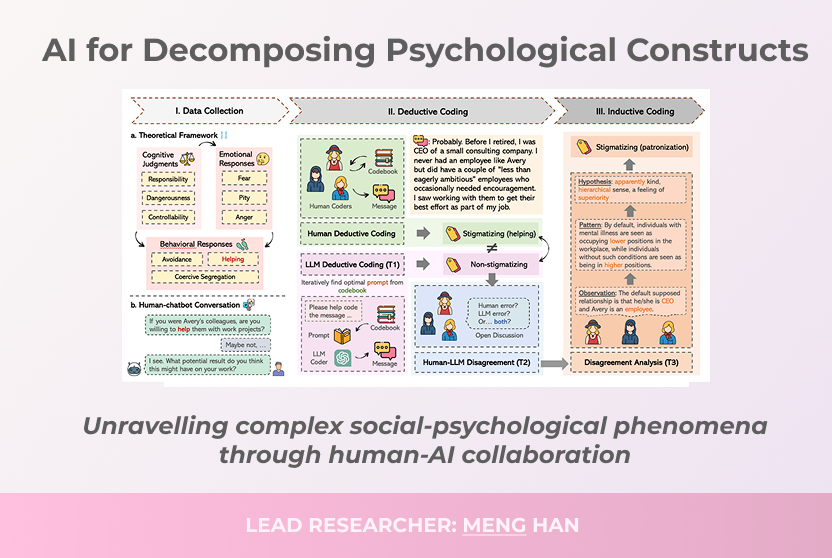 AI for Decomposing Psychological Constructs
I. Data Collection
II. Deductive Coding
III. Inductive Coding
a. Theoretical Framework
Cognitive
Judgments
Responsibility
Dangerousness
Controllability
Emotional
Responses
Fear
Pity
Anger
Behavioral Responses
Avoidance
Helping
Coercive Segregation
b. Human-chatbot Conversation
If you were Avery's colleagues, are you
willing to help them with work projects?
Maybe not. ..
I see. What potential result do you think
this might have on your work?
Human Coders
Codebook
Message
Probably. Before I retired, I was
CEO of a small consulting company. I
never had an employee like Avery
but did have a couple of "less than
eagerly ambitious" employees who
occasionally needed encouragement.
I saw working with them to get their
best effort as part of my job.
Human Deductive Coding
Stigmatizing (helping)
≠
LLM Deductive Coding (T1)
Non-stigmatizing
Iteratively find optimal prompt from
codebook
Please help code
the message ...
Codebook
Prompt
LLM
Coder
Message
Human error?
LLM error?
Or... both?
Open Discussion
Human-LLM Disagreement (T2)
Stigmatizing (patronization)
Hypothesis: apparently kind,
hierarchical sense, a feeling of
superiority
Pattern: By default, individuals with
mental illness are seen as
occupying lower positions in the
workplace, while individuals
without such conditions are seen as
being in higher positions.
Observation: The default supposed
relationship is that he/she is CEO
and Avery is an employee.
Disagreement Analysis (T3)
Unravelling complex social-psychological phenomena
through human-AI collaboration
LEAD RESEARCHER: MENG HAN